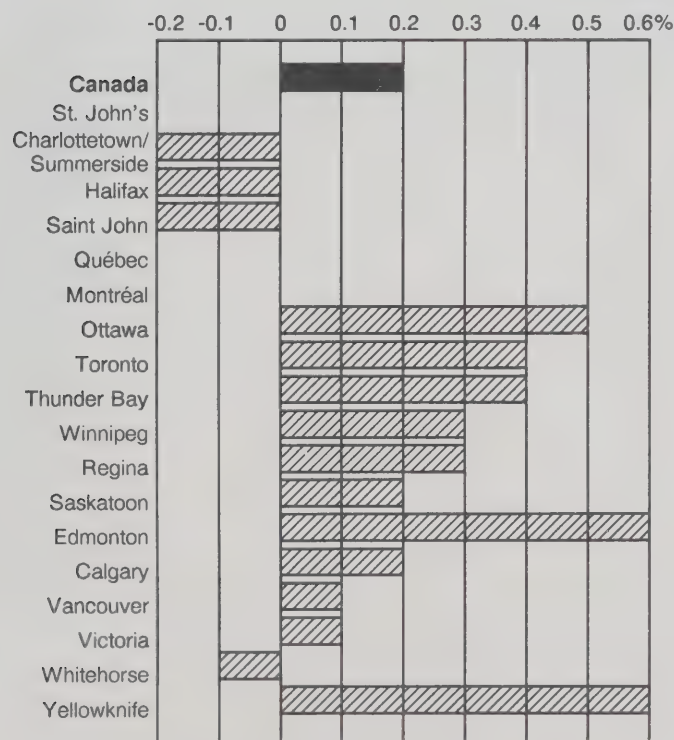 -0.2 -0.1 0 0.1 0.2 0.3 0.4 0.5 0.6%
Canada
St. John's
Charlottetown/
Summerside
Halifax
Saint John
Québec
Montréal
Ottawa
Toronto
Thunder Bay
Winnipeg
Regina
Saskatoon
Edmonton
Calgary
Vancouver
Victoria
Whitehorse
Yellowknife